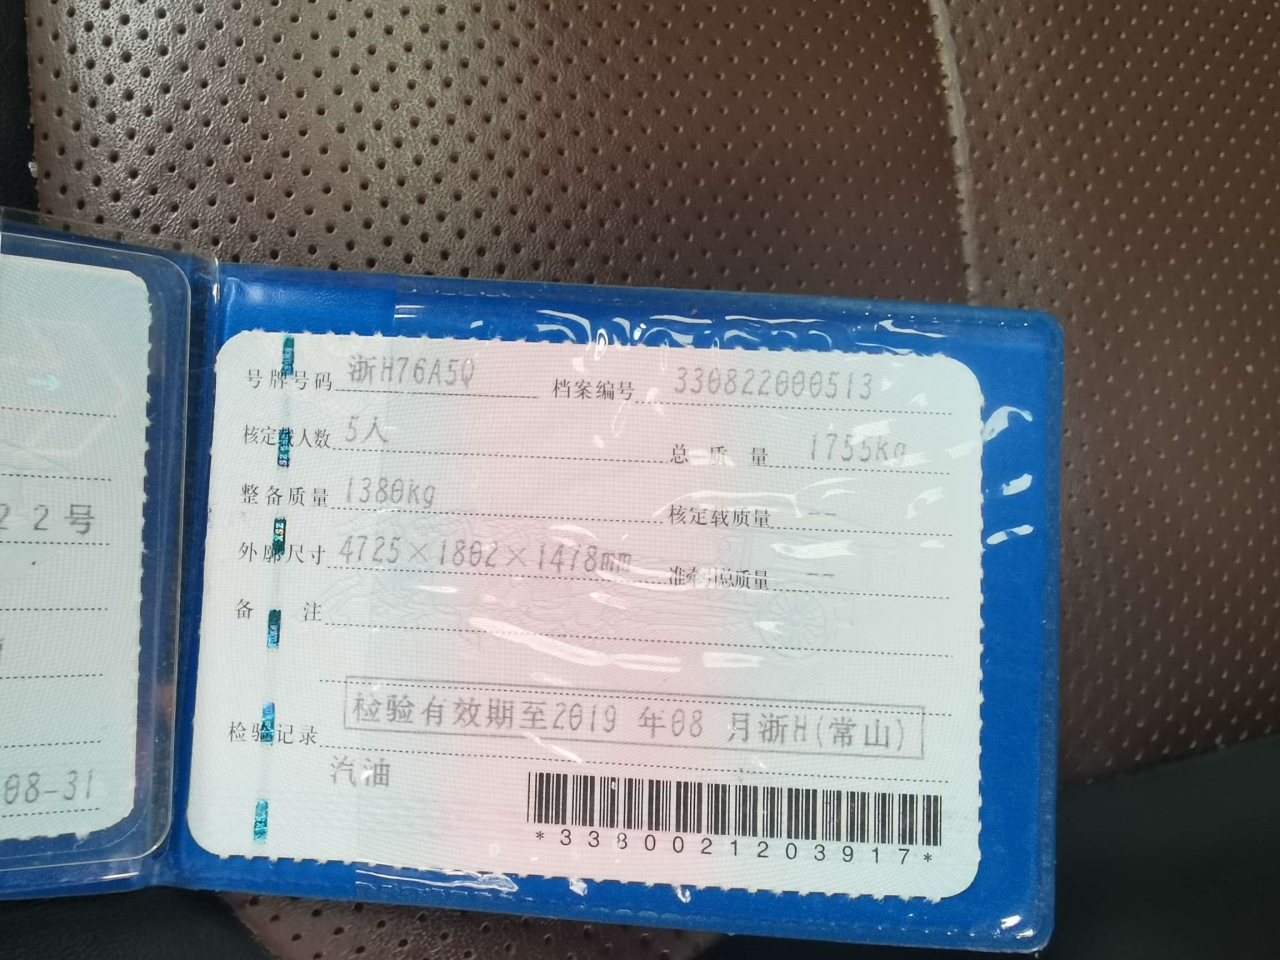 22号
08-31
号牌号码 浙H76A5Q 档案编号 330822000513
核定载人数 5人 总质量 1755kg
整备质量 1380kg 核定载质量 --
外廓尺寸 4725×1802×1478mm 准牵引总质量 --
备注
检验记录 检验有效期至2019 年08 月浙H(常山)
汽油
*3380021203917*